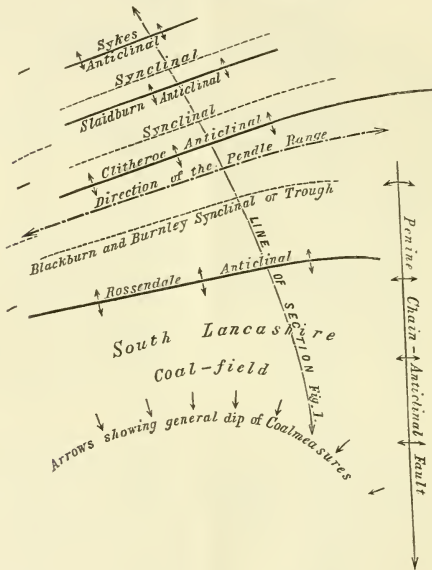 Sykes
Anticlinal
Synclinal
Slaidburn Anticlinal
Synclinal
Clitheroe Anticlinal
Direction of the Pendle Range
Blackburn and Burnley Synclinal or Trough
Rossendale Anticlinal
LINE OF SECTION Fig. 1.
South Lancashire
Coal-field
Arrows showing general dip of Coalmeasures
Penine Chain-Anticlinal Fault